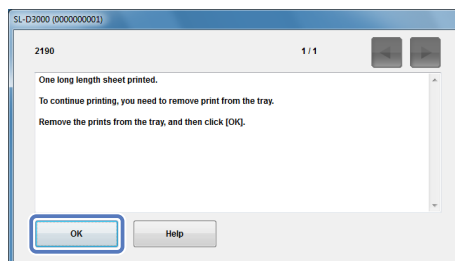 SL-D3000 (0000000001)
2190 1/1
One long length sheet printed.
To continue printing, you need to remove print from the tray.
Remove the prints from the tray, and then click [OK].
OK Help